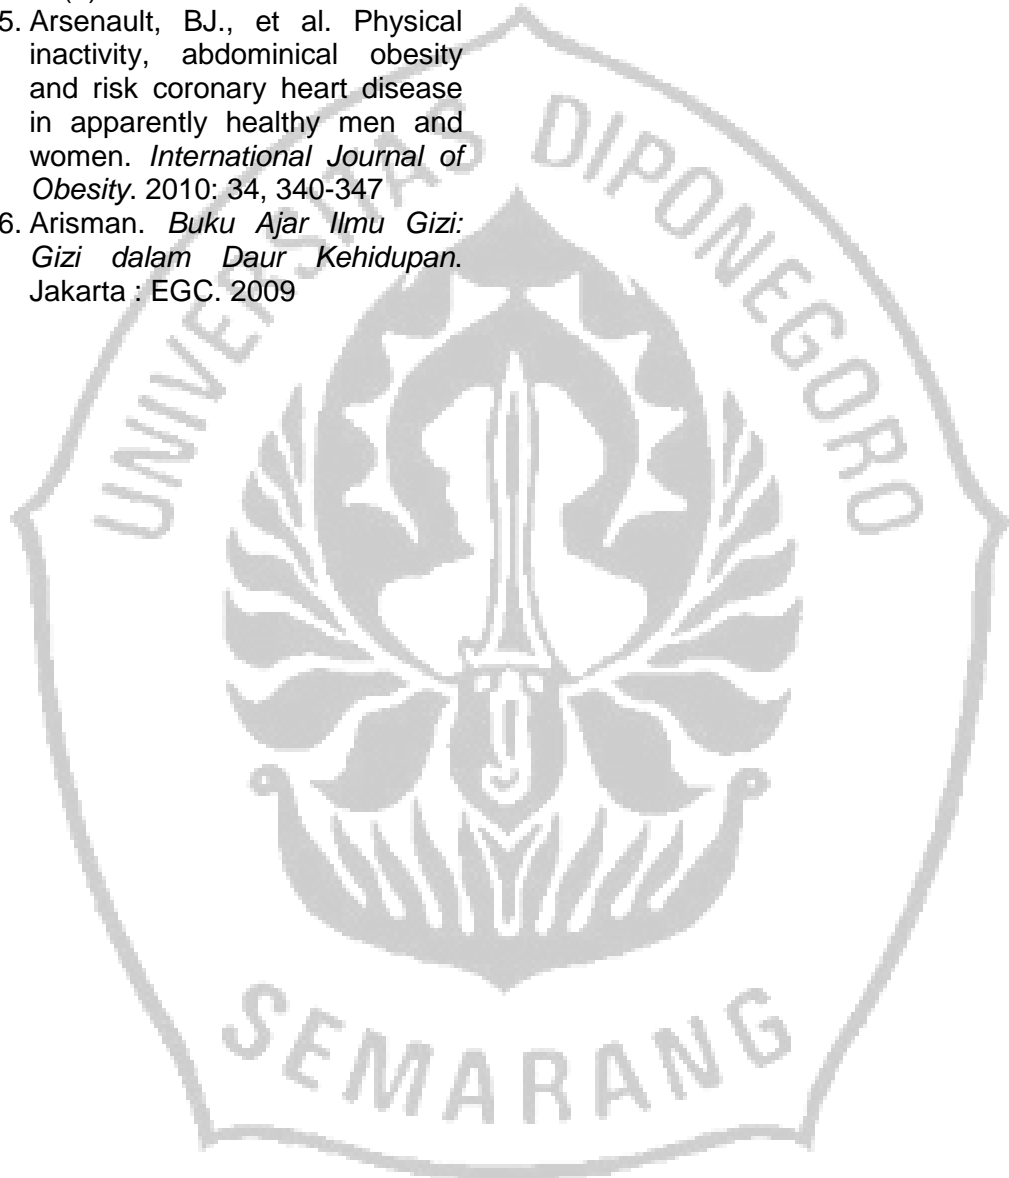 5. Arsenault, BJ., et al. Physical
inactivity, abdominical obesity
and risk coronary heart disease
in apparently healthy men and
women. International Journal of
Obesity. 2010: 34, 340-347
6. Arisman. Buku Ajar Ilmu Gizi:
Gizi dalam Daur Kehidupan.
Jakarta : EGC. 2009
UNIVERSITAS DIPONEGORO
SEMARANG